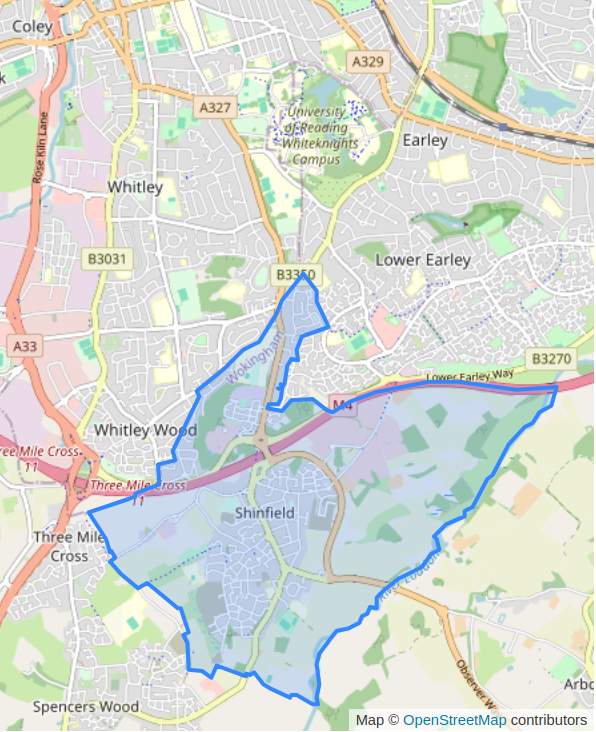 Coley
A329
A327
University
of Reading
Whiteknights
Campus
Earley
Rose Kiln Lane
Whitley
B3031
B3350
Lower Earley
A33
Wokingham
B3270
Lower Earley Way
M4
Whitley Wood
Three Mile Cross
11
Three Mile Cross
11
Shinfield
Three Mile
Cross
Observer Wa
Arbo
Spencers Wood
Map © OpenStreetMap contributors